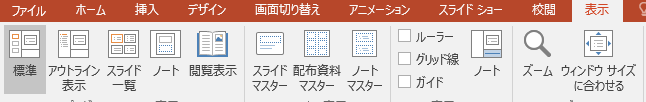 ファイル ホーム 挿入 デザイン 画面切り替え アニメーション スライド ショー 校閲 表示
標準 アウトライン表示 スライド一覧 ノート 閲覧表示 スライドマスター 配布資料マスター ノートマスター
ルーラー
グリッド線
ガイド
ノート ズーム ウィンドウ サイズに合わせる